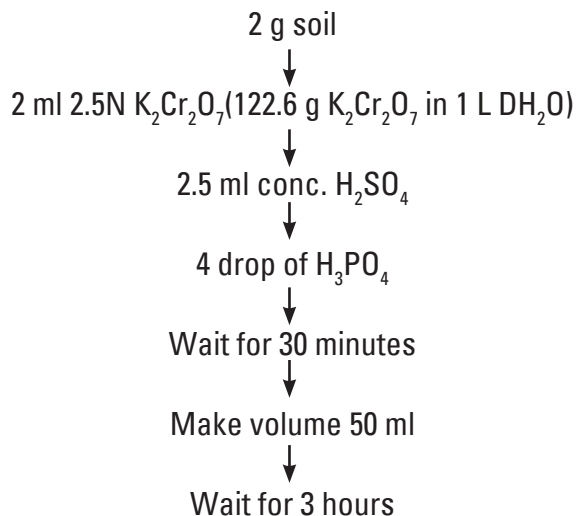 2 g soil
2 ml 2.5N K₂Cr₂O₇(122.6 g K₂Cr₂O₇ in 1 L DH₂O)
2.5 ml conc. H₂SO₄
4 drop of H₃PO₄
Wait for 30 minutes
Make volume 50 ml
Wait for 3 hours